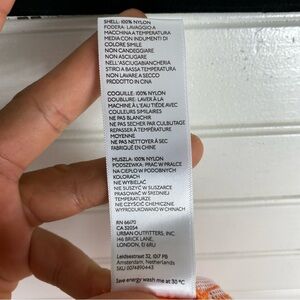 SHELL: 100% NYLON
FODERA: LAVAGGIO A
MACCHINA A TEMPERATURA
MEDIA CON INDUMENTI DI
COLORE SIMILE
NON CANDEGGIARE
NON ASCIUGARE
NELL'ASCIUGABIANCHERIA
STIRO A BASSA TEMPERATURA
NON LAVARE A SECCO
PRODOTTO IN CINA
COQUILLE: 100% NYLON
DOUBLURE: LAVER À LA
MACHINE À L'EAU TIÈDE AVEC
COULEURS SIMILAIRES
NE PAS BLANCHIR
NE PAS SECHER PAR CULBUTAGE
REPASSER À TEMPÉRATURE
MOYENNE
NE PAS NETTOYER À SEC
FABRIQUÉ EN CHINE
MUSZLA: 100% NYLON
PODSZEWKA: PRAĆ W PRALCE
NA CIEPŁO W PODOBNYCH
KOLORACH
NIE WYBIELAĆ
NIE SUSZYĆ W SUSZARCE
PRASOWAĆ W ŚREDNIEJ
TEMPERATURZE
NIE CZYŚCIĆ CHEMICZNIE
WYPRODUKOWANO W CHINACH
RN 66170
CA 32054
URBAN OUTFITTERS, INC
146 BRICK LANE,
LONDON, E1 6RU
Leidsestraat 32, 1017 PB
Amsterdam, Netherlands
SKU 0074890443
Save energy wash me at 30 °C